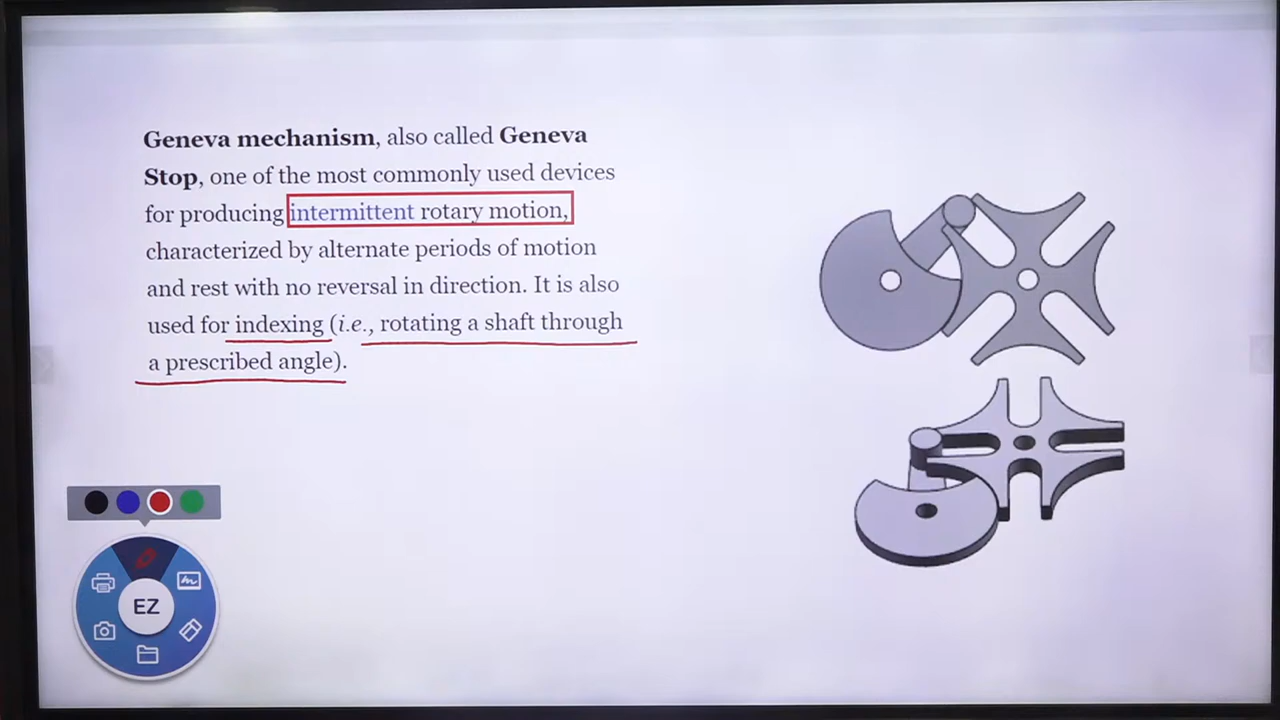 Geneva mechanism, also called Geneva
Stop, one of the most commonly used devices
for producing intermittent rotary motion,
characterized by alternate periods of motion
and rest with no reversal in direction. It is also
used for indexing (i.e., rotating a shaft through
a prescribed angle).
EZ